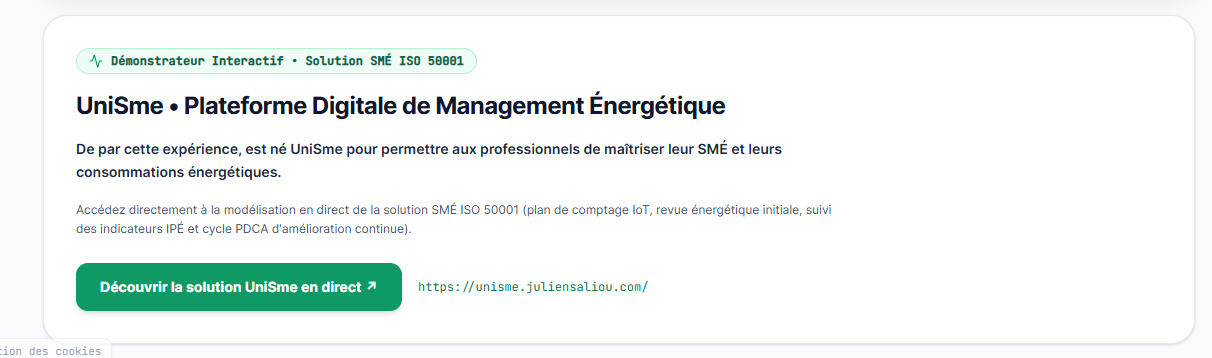 Démonstrateur Interactif • Solution SMÉ ISO 50001
UniSme • Plateforme Digitale de Management Énergétique
De par cette expérience, est né UniSme pour permettre aux professionnels de maîtriser leur SMÉ et leurs
consommations énergétiques.
Accédez directement à la modélisation en direct de la solution SMÉ ISO 50001 (plan de comptage IoT, revue énergétique initiale, suivi
des indicateurs IPÉ et cycle PDCA d'amélioration continue).
Découvrir la solution UniSme en direct ↗
https://unisme.juliensaliou.com/
des cookies